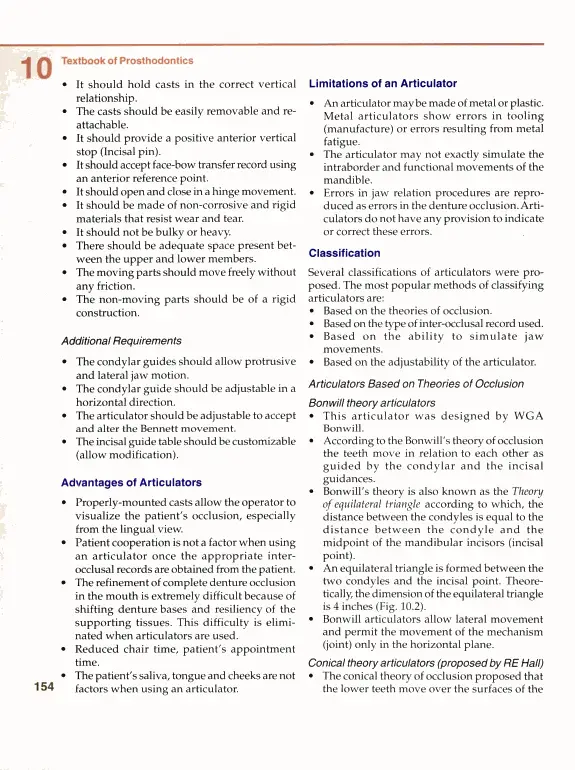 10
Textbook of Prosthodontics
• It should hold casts in the correct vertical
relationship.
• The casts should be easily removable and re-
attachable.
• It should provide a positive anterior vertical
stop (Incisal pin).
• It should accept face-bow transfer record using
an anterior reference point.
• It should open and close in a hinge movement.
• It should be made of non-corrosive and rigid
materials that resist wear and tear.
• It should not be bulky or heavy.
• There should be adequate space present bet-
ween the upper and lower members.
• The moving parts should move freely without
any friction.
• The non-moving parts should be of a rigid
construction.
Additional Requirements
• The condylar guides should allow protrusive
and lateral jaw motion.
• The condylar guide should be adjustable in a
horizontal direction.
• The articulator should be adjustable to accept
and alter the Bennett movement.
• The incisal guide table should be customizable
(allow modification).
Advantages of Articulators
• Properly-mounted casts allow the operator to
visualize the patient's occlusion, especially
from the lingual view.
• Patient cooperation is not a factor when using
an articulator once the appropriate inter-
occlusal records are obtained from the patient.
• The refinement of complete denture occlusion
in the mouth is extremely difficult because of
shifting denture bases and resiliency of the
supporting tissues. This difficulty is elimi-
nated when articulators are used.
• Reduced chair time, patient's appointment
time.
• The patient's saliva, tongue and cheeks are not
factors when using an articulator.
154
Limitations of an Articulator
• An articulator may be made of metal or plastic.
Metal articulators show errors in tooling
(manufacture) or errors resulting from metal
fatigue.
• The articulator may not exactly simulate the
intraborder and functional movements of the
mandible.
• Errors in jaw relation procedures are repro-
duced as errors in the denture occlusion. Arti-
culators do not have any provision to indicate
or correct these errors.
Classification
Several classifications of articulators were pro-
posed. The most popular methods of classifying
articulators are:
• Based on the theories of occlusion.
• Based on the type of inter-occlusal record used.
• Based on the ability to simulate jaw
movements.
• Based on the adjustability of the articulator.
Articulators Based on Theories of Occlusion
Bonwill theory articulators
• This articulator was designed by WGA
Bonwill.
• According to the Bonwill's theory of occlusion
the teeth move in relation to each other as
guided by the condylar and the incisal
guidances.
• Bonwill's theory is also known as the Theory
of equilateral triangle according to which, the
distance between the condyles is equal to the
distance between the condyle and the
midpoint of the mandibular incisors (incisal
point).
• An equilateral triangle is formed between the
two condyles and the incisal point. Theore-
tically, the dimension of the equilateral triangle
is 4 inches (Fig. 10.2).
• Bonwill articulators allow lateral movement
and permit the movement of the mechanism
(joint) only in the horizontal plane.
Conical theory articulators (proposed by RE Hall)
• The conical theory of occlusion proposed that
the lower teeth move over the surfaces of the